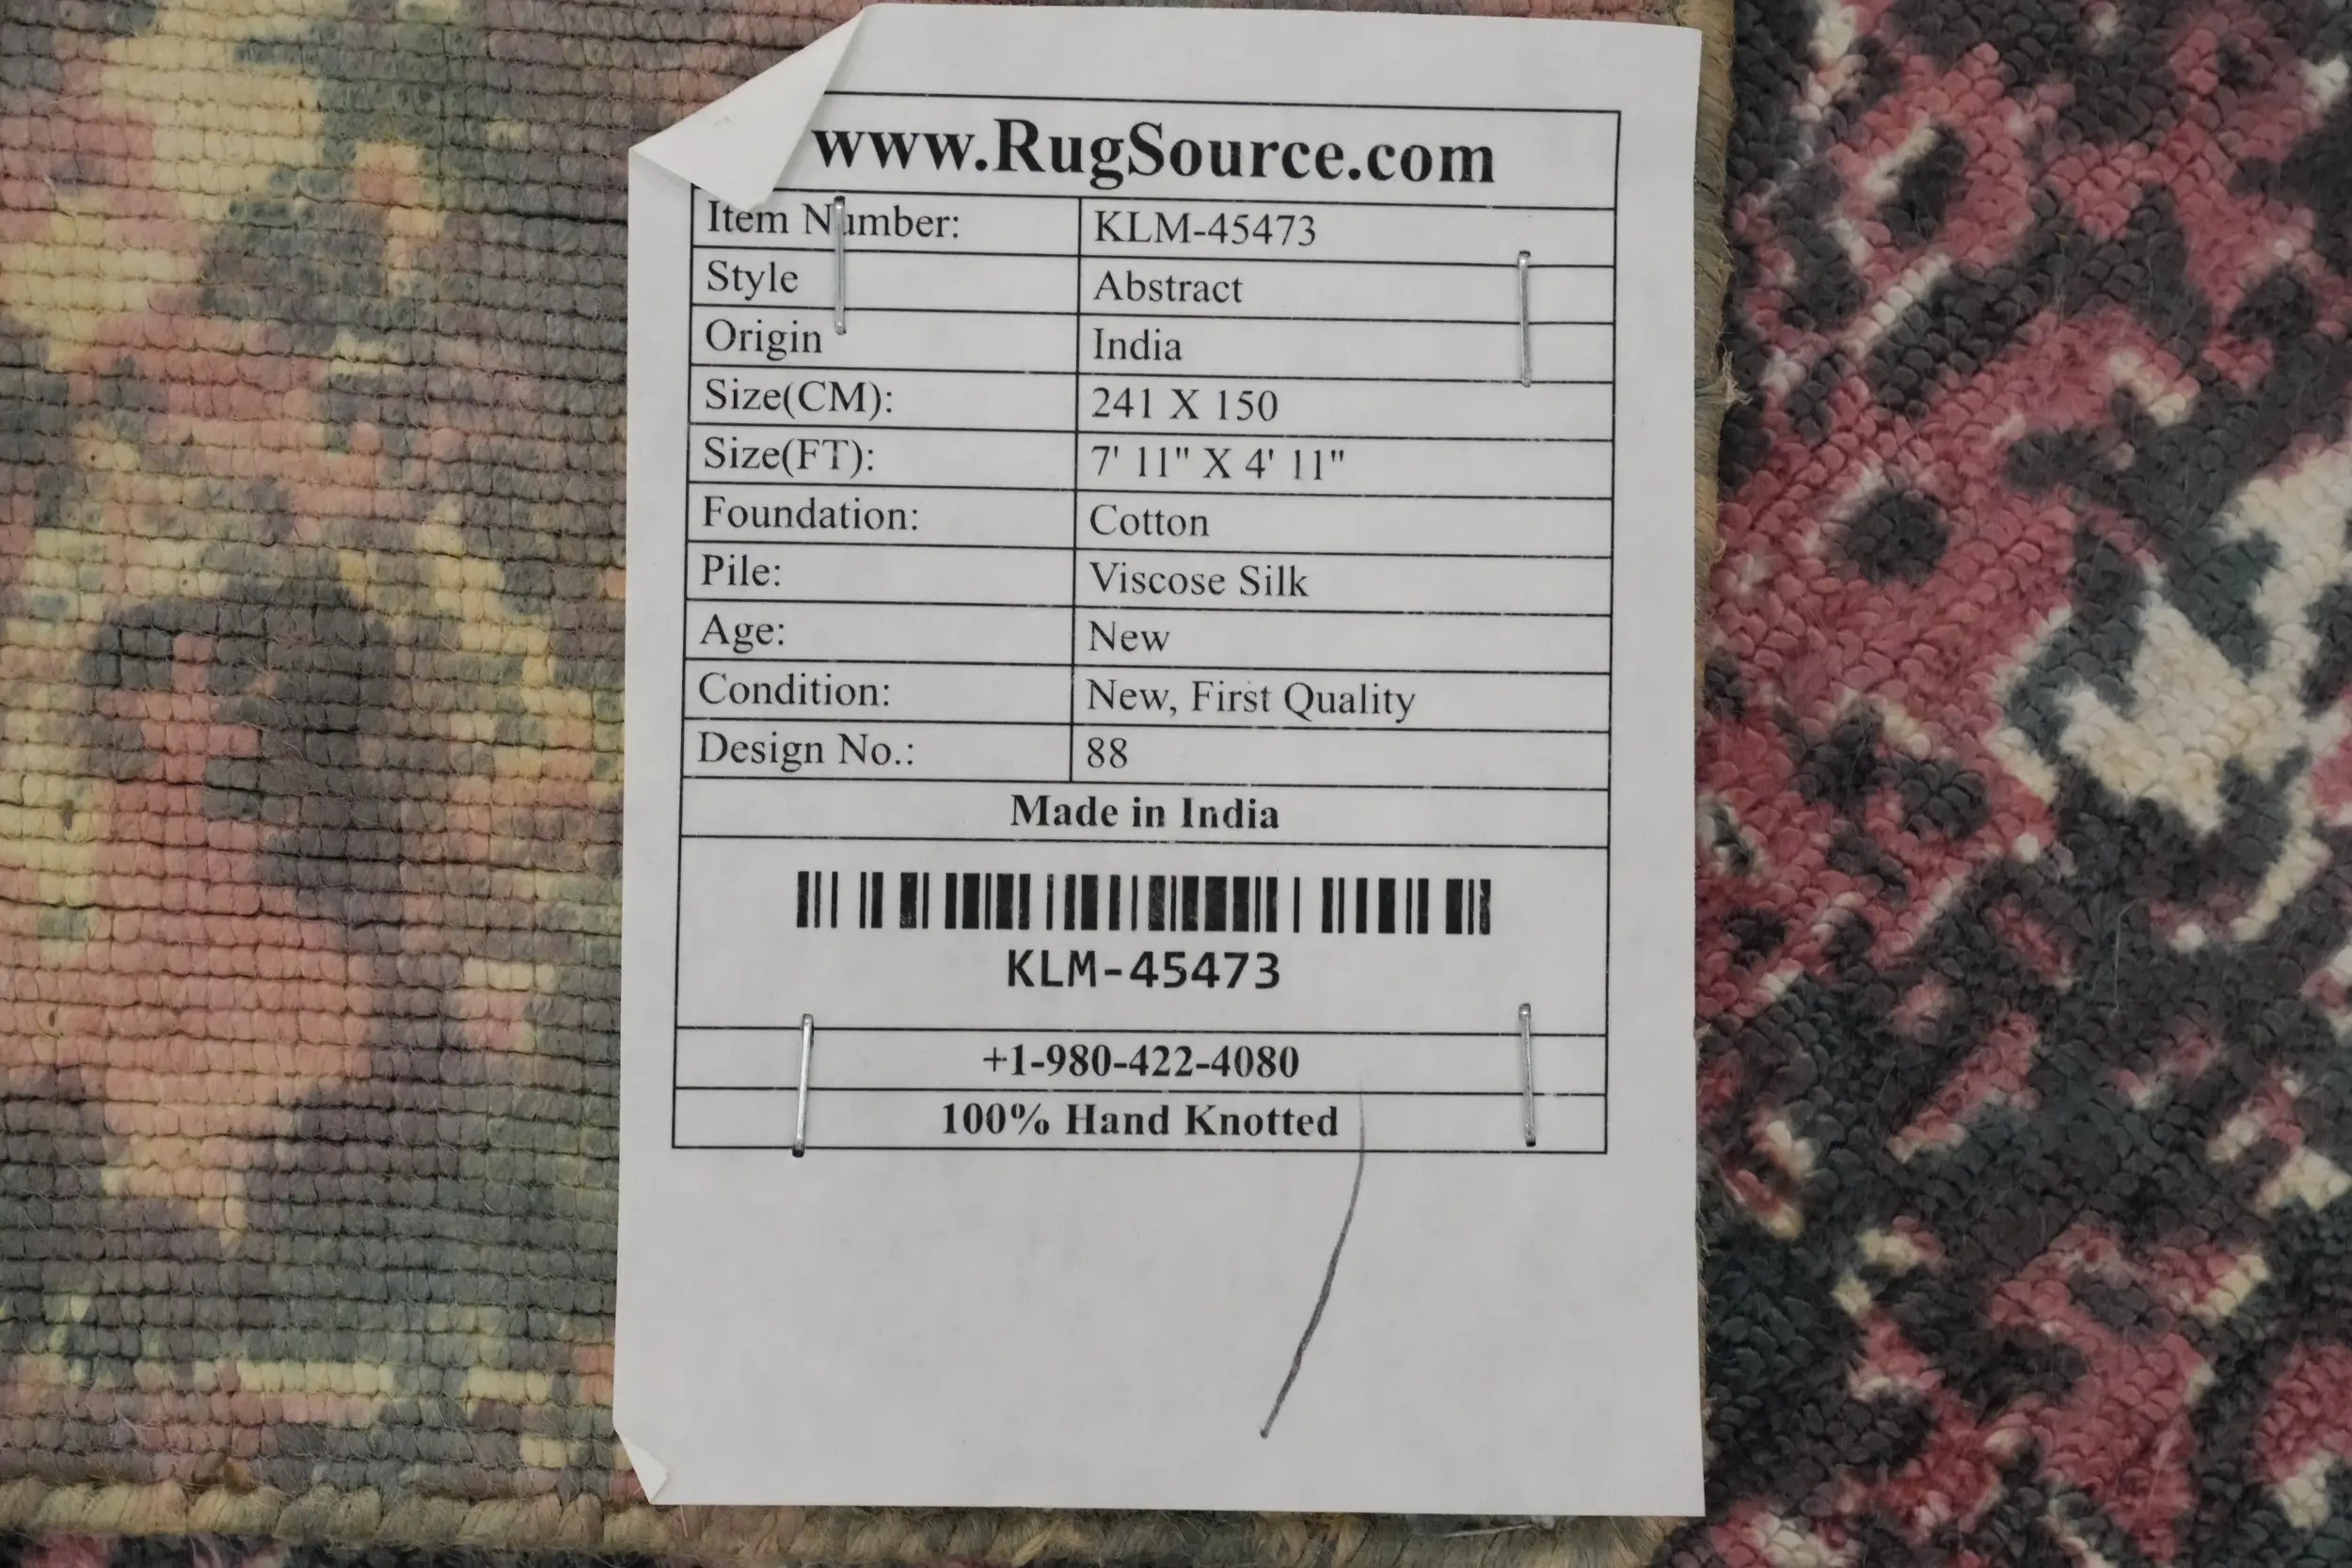 www.RugSource.com
Item Number: KLM-45473
Style Abstract
Origin India
Size(CM): 241 X 150
Size(FT): 7' 11" X 4' 11"
Foundation: Cotton
Pile: Viscose Silk
Age: New
Condition: New, First Quality
Design No.: 88
Made in India
KLM-45473
+1-980-422-4080
100% Hand Knotted